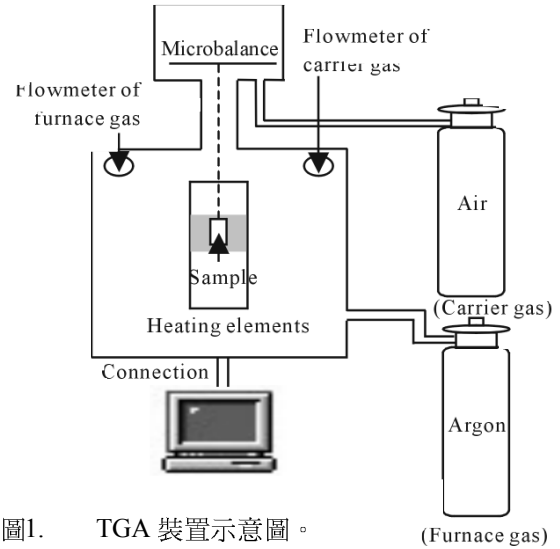 Microbalance
Flowmeter of
carrier gas
Flowmeter of
furnace gas
Air
(Carrier gas)
Sample
Heating elements
Connection
Argon
(Furnace gas)
圖1. TGA 裝置示意圖。